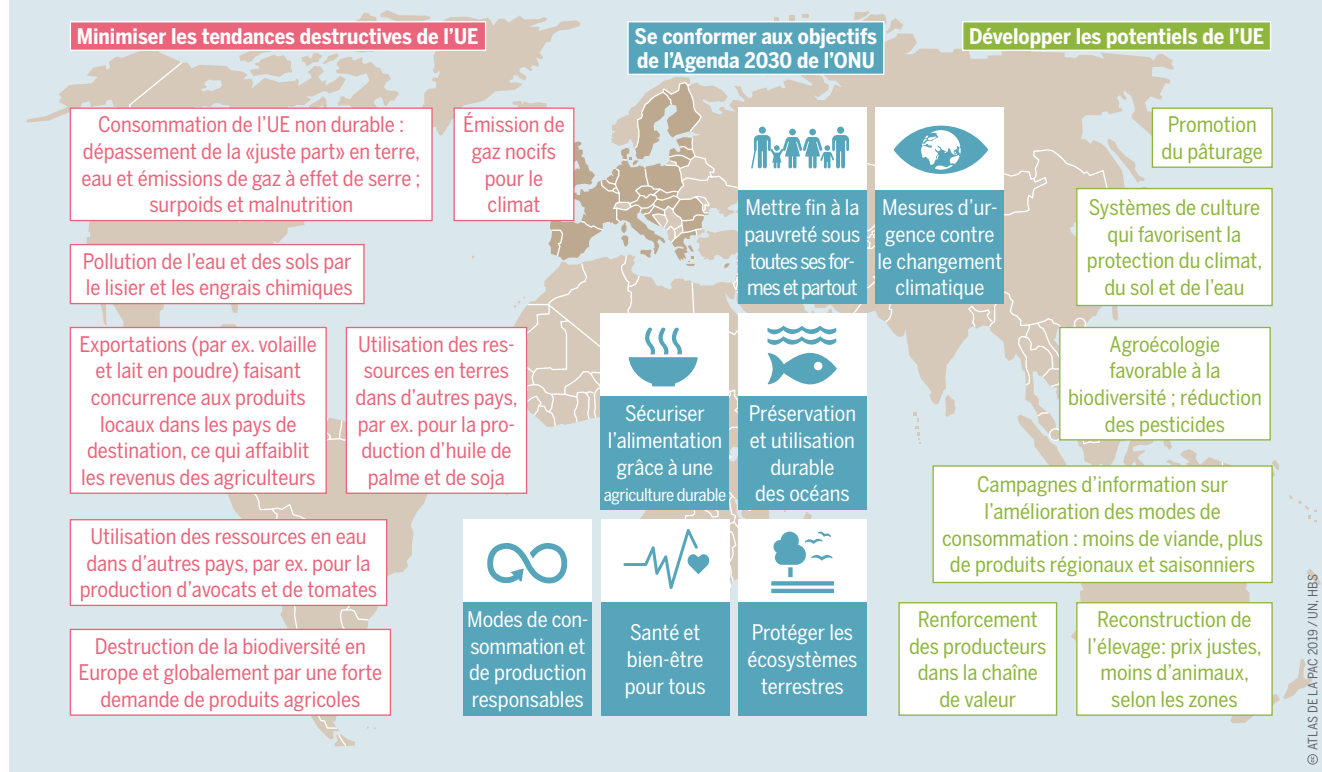 Minimiser les tendances destructives de l’UE
Consommation de l’UE non durable :
dépassement de la «juste part» en terre,
eau et émissions de gaz à effet de serre ;
surpoids et malnutrition
Émission de
gaz nocifs
pour le
climat
Pollution de l’eau et des sols par
le lisier et les engrais chimiques
Exportations (par ex. volaille
et lait en poudre) faisant
concurrence aux produits
locaux dans les pays de
destination, ce qui affaiblit
les revenus des agriculteurs
Utilisation des res-
sources en terres
dans d’autres pays,
par ex. pour la pro-
duction d’huile de
palme et de soja
Utilisation des ressources en eau
dans d’autres pays, par ex. pour la
production d’avocats et de tomates
Destruction de la biodiversité en
Europe et globalement par une forte
demande de produits agricoles
Se conformer aux objectifs
de l’Agenda 2030 de l’ONU
Mettre fin à la
pauvreté sous
toutes ses for-
mes et partout
Mesures d’ur-
gence contre
le changement
climatique
Sécuriser
l’alimentation
grâce à une
agriculture durable
Préservation
et utilisation
durable
des océans
Modes de con-
sommation et
de production
responsables
Santé et
bien-être
pour tous
Protéger les
écosystèmes
terrestres
Développer les potentiels de l’UE
Promotion
du pâturage
Systèmes de culture
qui favorisent la
protection du climat,
du sol et de l’eau
Agroécologie
favorable à la
biodiversité ; réduction
des pesticides
Campagnes d’information sur
l’amélioration des modes de
consommation : moins de viande, plus
de produits régionaux et saisonniers
Renforcement
des producteurs
dans la chaîne
de valeur
Reconstruction de
l’élevage: prix justes,
moins d’animaux,
selon les zones
© ATLAS DE LA PAC 2019 / UN, HBS